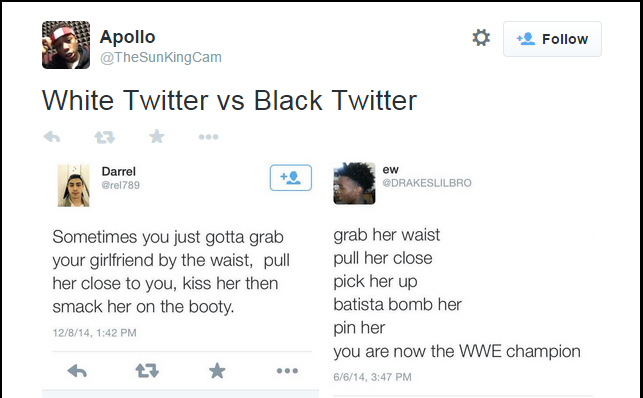 Apollo
@TheSunKingCam
Follow
White Twitter vs Black Twitter
Darrel
@rel789
Sometimes you just gotta grab
your girlfriend by the waist, pull
her close to you, kiss her then
smack her on the booty.
12/8/14, 1:42 PM
ew
@DRAKESLILBRO
grab her waist
pull her close
pick her up
batista bomb her
pin her
you are now the WWE champion
6/6/14, 3:47 PM